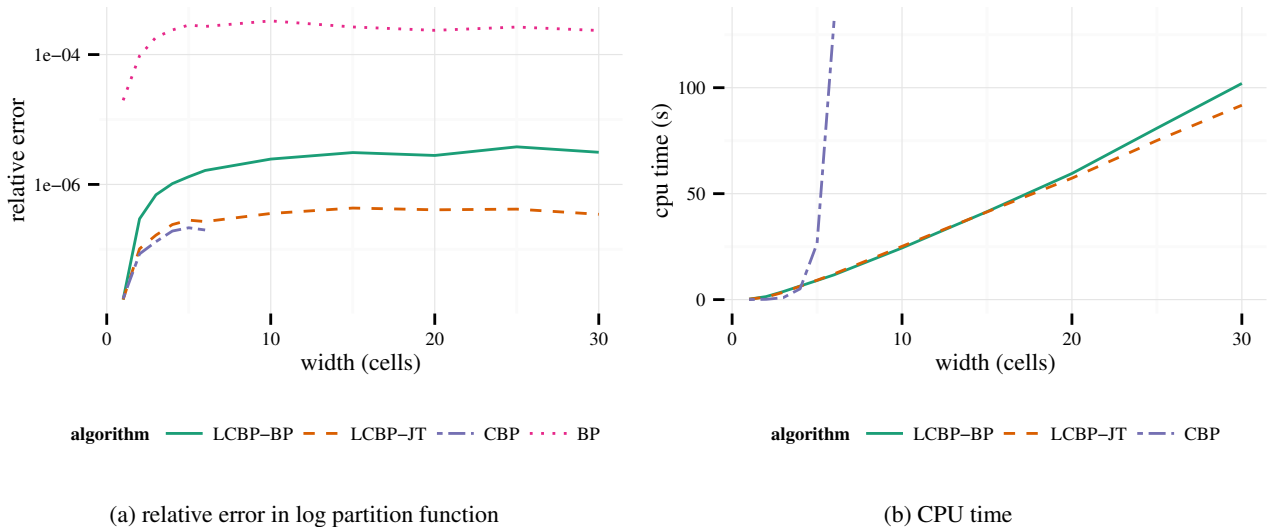 1e−04
1e−06
relative error
0
10
20
30
width (cells)
algorithm LCBP−BP LCBP−JT CBP BP
(a) relative error in log partition function
100
50
0
cpu time (s)
0
10
20
30
width (cells)
algorithm LCBP−BP LCBP−JT CBP
(b) CPU time